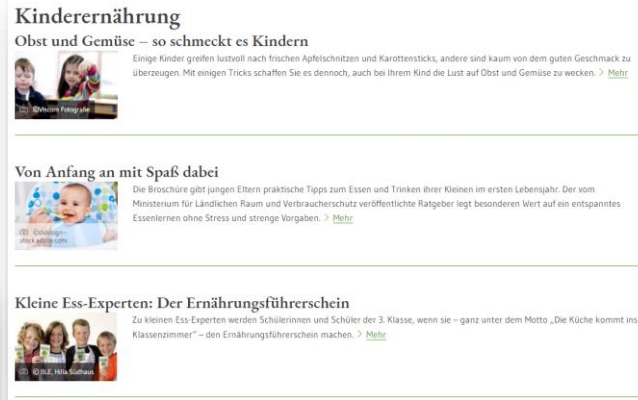 Kinderernährung
Obst und Gemüse – so schmeckt es Kindern
Einige Kinder greifen lustvoll nach frischen Apfelschnitzen und Karottensticks, andere sind kaum von dem guten Geschmack zu
überzeugen. Mit einigen Tricks schaffen Sie es dennoch, auch bei Ihrem Kind die Lust auf Obst und Gemüse zu wecken. > Mehr
©Viscom Fotografie
Von Anfang an mit Spaß dabei
Die Broschüre gibt jungen Eltern praktische Tipps zum Essen und Trinken ihrer Kleinen im ersten Lebensjahr. Der vom
Ministerium für Ländlichen Raum und Verbraucherschutz veröffentlichte Ratgeber legt besonderen Wert auf ein entspanntes
Essenlernen ohne Stress und strenge Vorgaben. > Mehr
stock.adobe.com
Kleine Ess-Experten: Der Ernährungsführerschein
Zu kleinen Ess-Experten werden Schülerinnen und Schüler der 3. Klasse, wenn sie – ganz unter dem Motto „Die Küche kommt ins
Klassenzimmer“ – den Ernährungsführerschein machen. > Mehr
© BLE, Hilla Südhaus